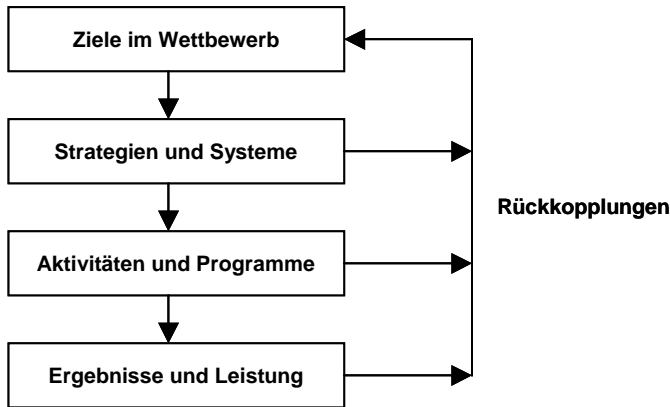 Ziele im Wettbewerb
Strategien und Systeme
Rückkopplungen
Aktivitäten und Programme
Ergebnisse und Leistung